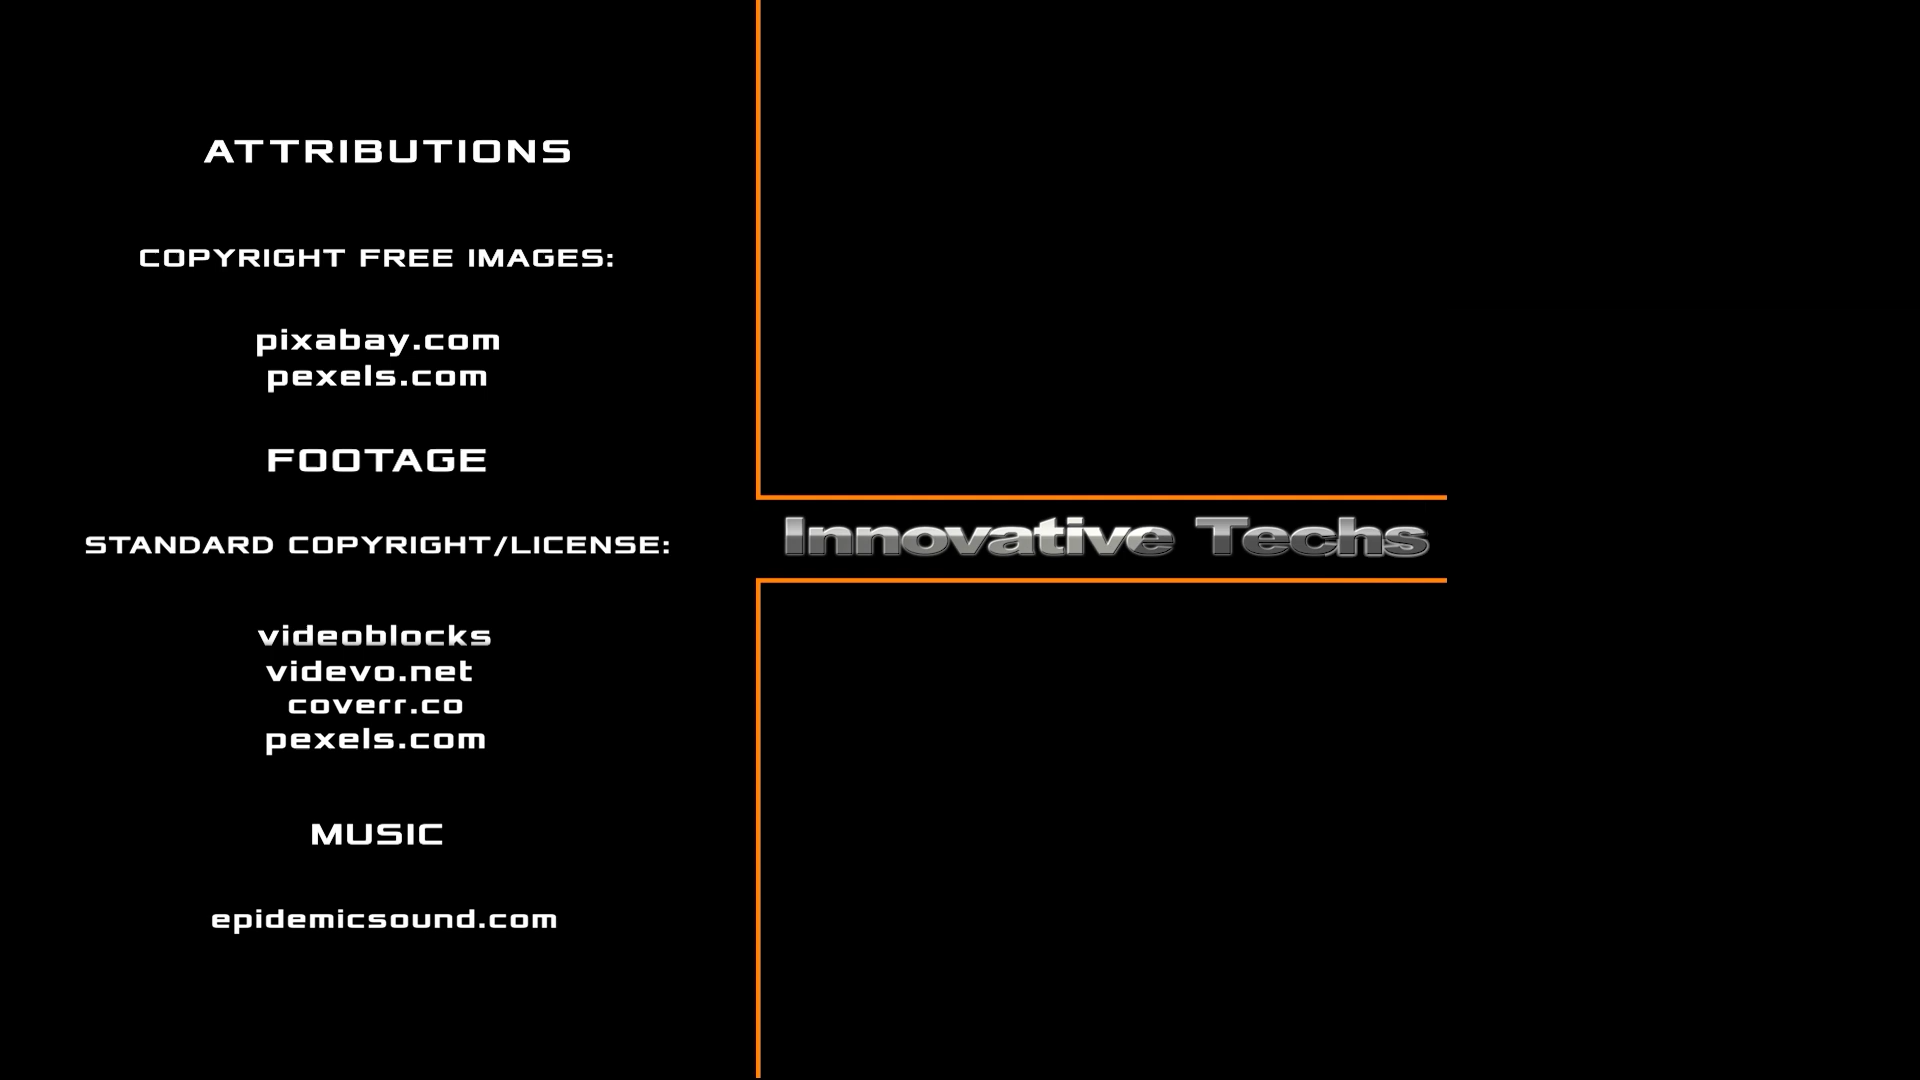 ATTRIBUTIONS
COPYRIGHT FREE IMAGES:
pixabay.com
pexels.com
FOOTAGE
STANDARD COPYRIGHT/LICENSE:
videoblocks
videvo.net
coverr.co
pexels.com
MUSIC
epidemicsound.com
Innovative Techs